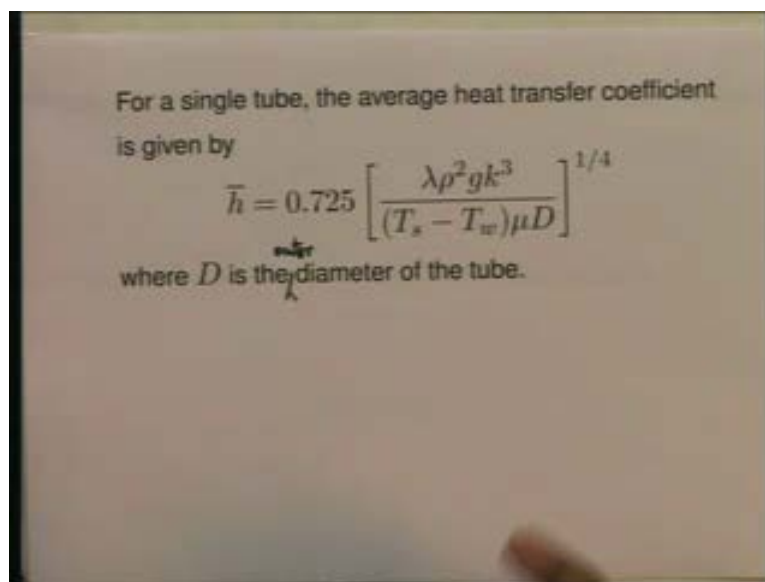 For a single tube, the average heat transfer coefficient
is given by
h̄ = 0.725 [λρ²gk³ / (Tₛ − T_w)μD]^1/4
outer
where D is the diameter of the tube.